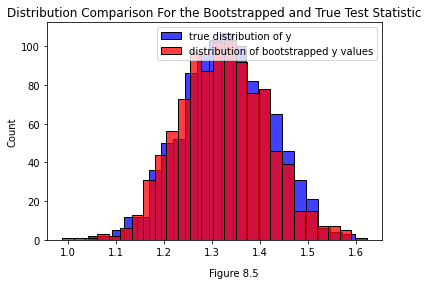 Distribution Comparison For the Bootstrapped and True Test Statistic
true distribution of y
distribution of bootstrapped y values
100
80
60
40
20
0
Count
1.0 1.1 1.2 1.3 1.4 1.5 1.6
Figure 8.5